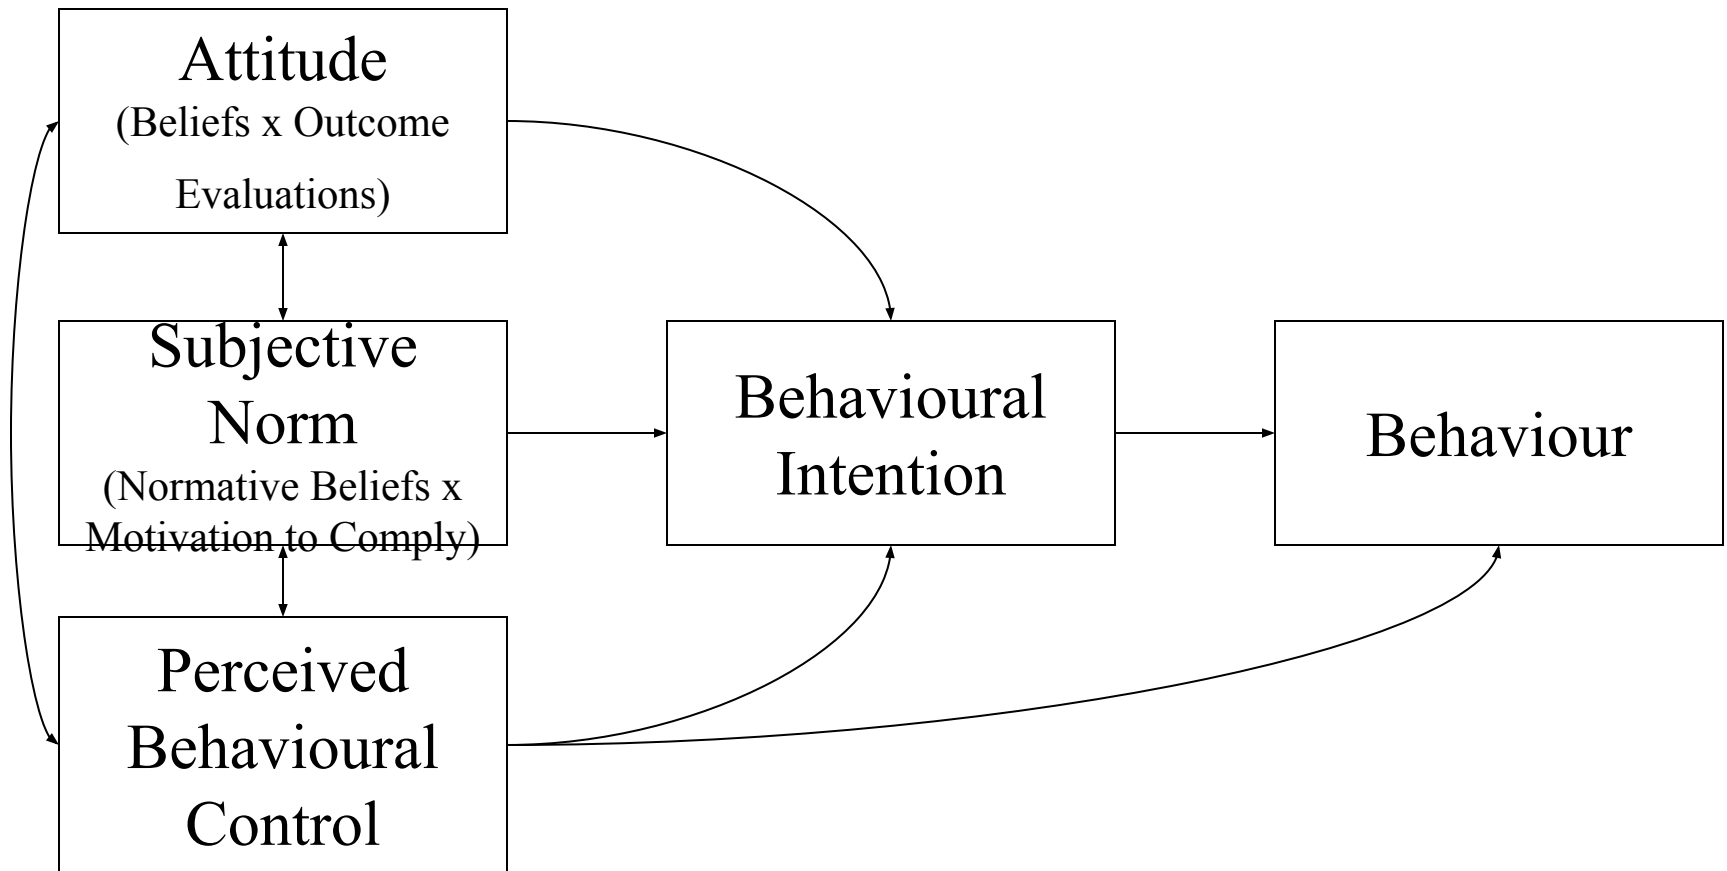 Attitude
(Beliefs x Outcome
Evaluations)
Subjective
Norm
(Normative Beliefs x
Motivation to Comply)
Behavioural
Intention
Behaviour
Perceived
Behavioural
Control